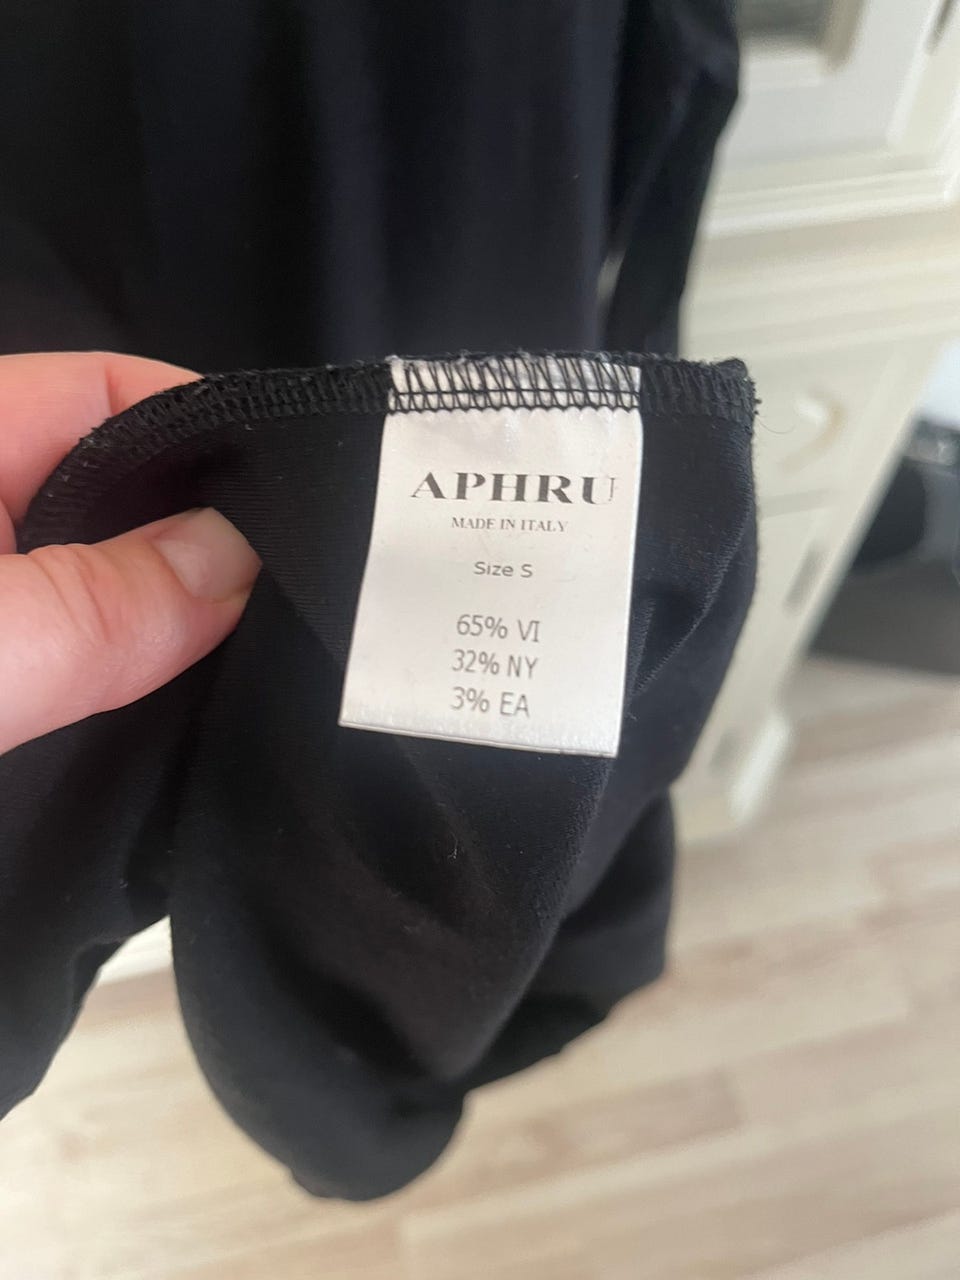 APHRU
MADE IN ITALY
Size S
65% VI
32% NY
3% EA